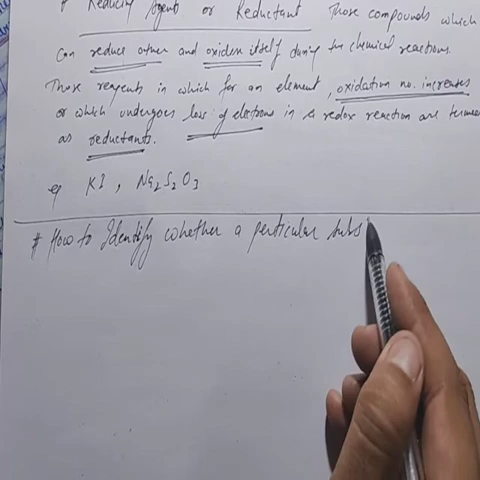 # Reducing Agents or Reductant Those compounds which
Can reduce other and oxidise itself during the chemical reactions.
Those reagents in which for an element, oxidation no. increases
or which undergoes loss of electrons in a redox reaction are termed
as reductants.
eg KI, Na2S2O3
# How to Identify whether a particular subs